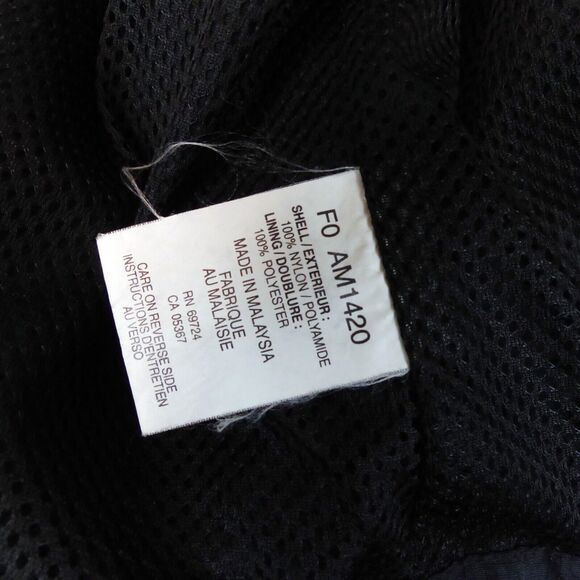 F0 AM1420
SHELL/EXTERIEUR:
100% NYLON/POLYAMIDE
LINING/DOUBLURE:
100% POLYESTER
MADE IN MALAYSIA
FABRIQUE
AU MALAISIE
RN 69724
CA 05367
CARE ON REVERSE SIDE
INSTRUCTIONS D'ENTRETIEN
AU VERSO